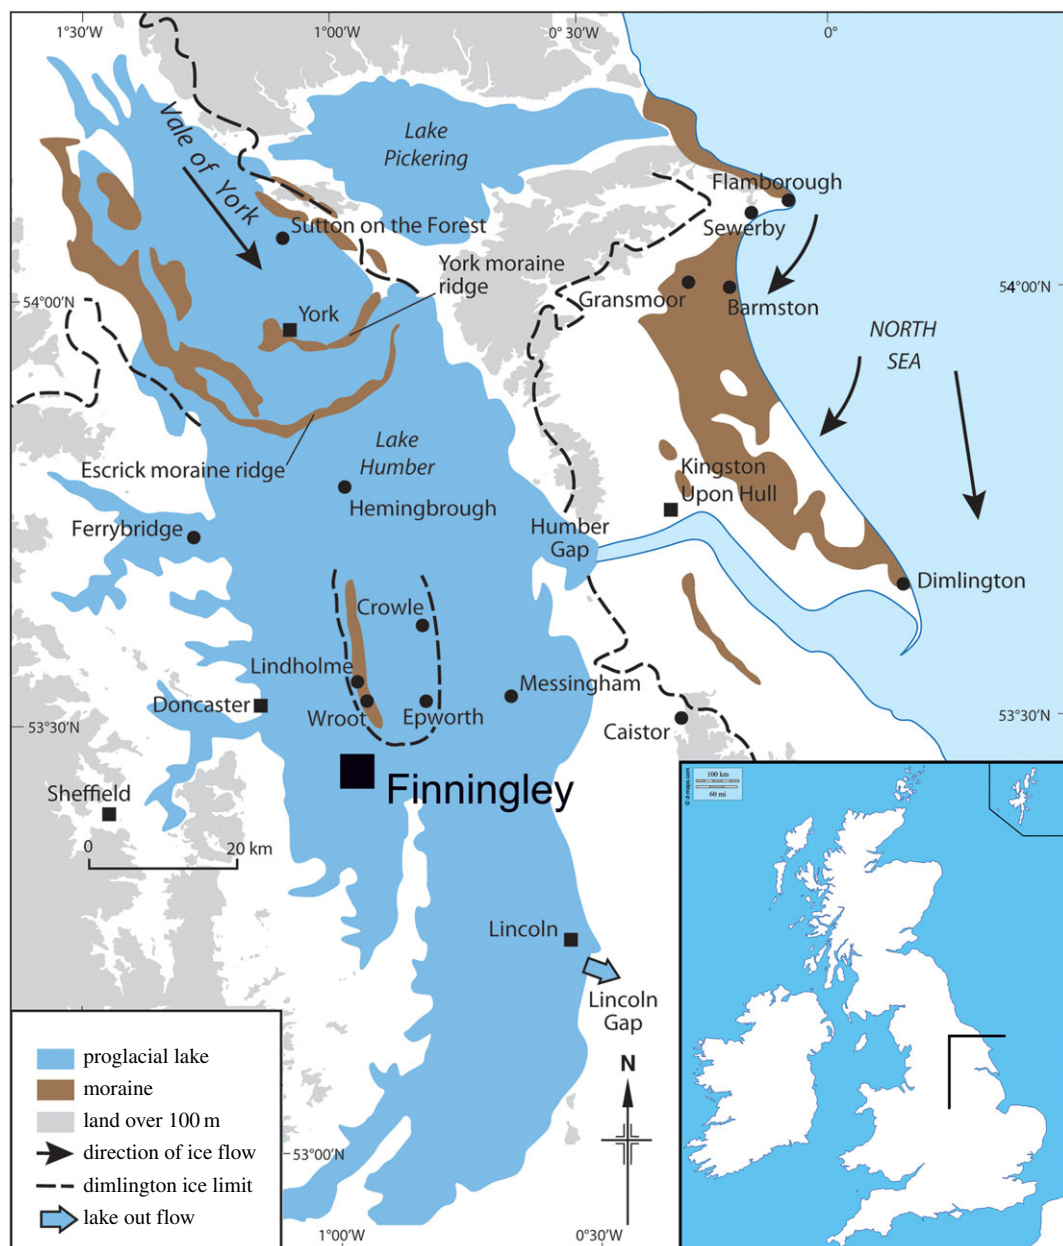 1°30′W
1°00′W
0° 30′W
0°
Vale of York
Lake
Pickering
Flamborough
Sewerby
Sutton on the Forest
York moraine
ridge
54°00′N
54°00′N
Gransmoor
Barmston
York
NORTH
SEA
Lake
Humber
Escrick moraine ridge
Hemingbrough
Kingston
Upon Hull
Ferrybridge
Humber
Gap
Dimlington
Crowle
Lindholme
Messingham
Doncaster
Wroot
Epworth
53°30′N
53°30′N
Caistor
Finningley
Sheffield
0
20 km
© d-maps.com
100 km
60 mi
Lincoln
Lincoln
Gap
N
proglacial lake
moraine
land over 100 m
direction of ice flow
dimlington ice limit
lake out flow
53°00′N
1°00′W
0°30′W